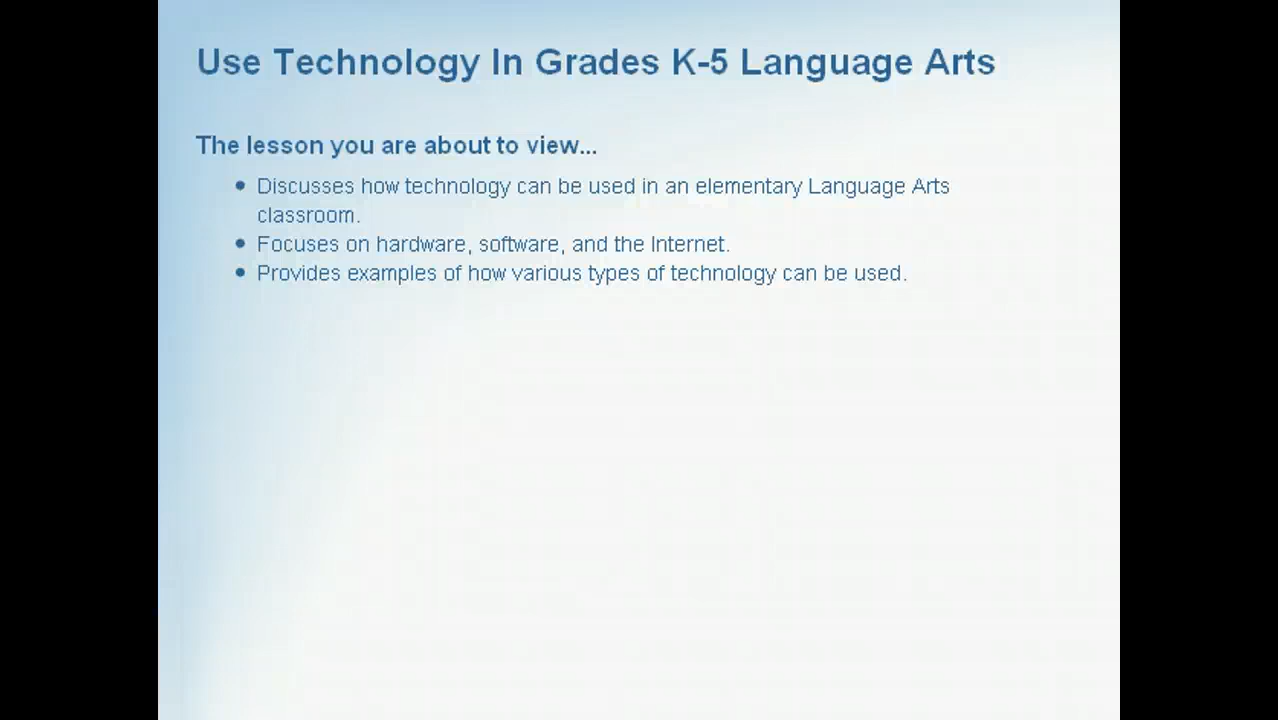 Use Technology In Grades K-5 Language Arts
The lesson you are about to view...
• Discusses how technology can be used in an elementary Language Arts
classroom.
• Focuses on hardware, software, and the Internet.
• Provides examples of how various types of technology can be used.